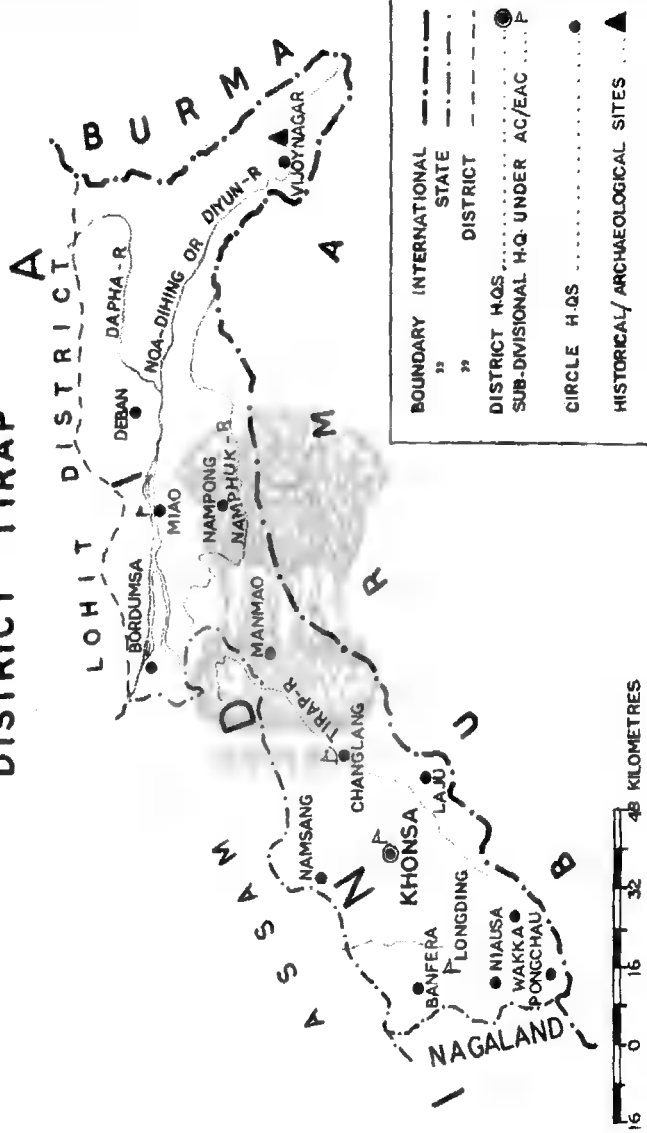 DISTRICT TIRAP
LOHIT DISTRICT
BURMA
ASSAM
INDIA
BURMA
NAGALAND
DAPHA-R
NOA-DIHING OR DIYUN-R
DEBAN
MIAO
BORDUMSA
VIJOYNAGAR
NAMPONG
NAMPHUK-R
MANMAO
TIRAP-R
CHANGLANG
NAMSANG
KHONSA
LAJU
BANFERA
LONGDING
NIAUSA
WAKKA
PONGCHAU
16 0 16 32 48 KILOMETRES
BOUNDARY INTERNATIONAL
" STATE
" DISTRICT
DISTRICT H.QS
SUB-DIVISIONAL H.Q. UNDER AC/EAC
CIRCLE H.QS
HISTORICAL/ARCHAEOLOGICAL SITES